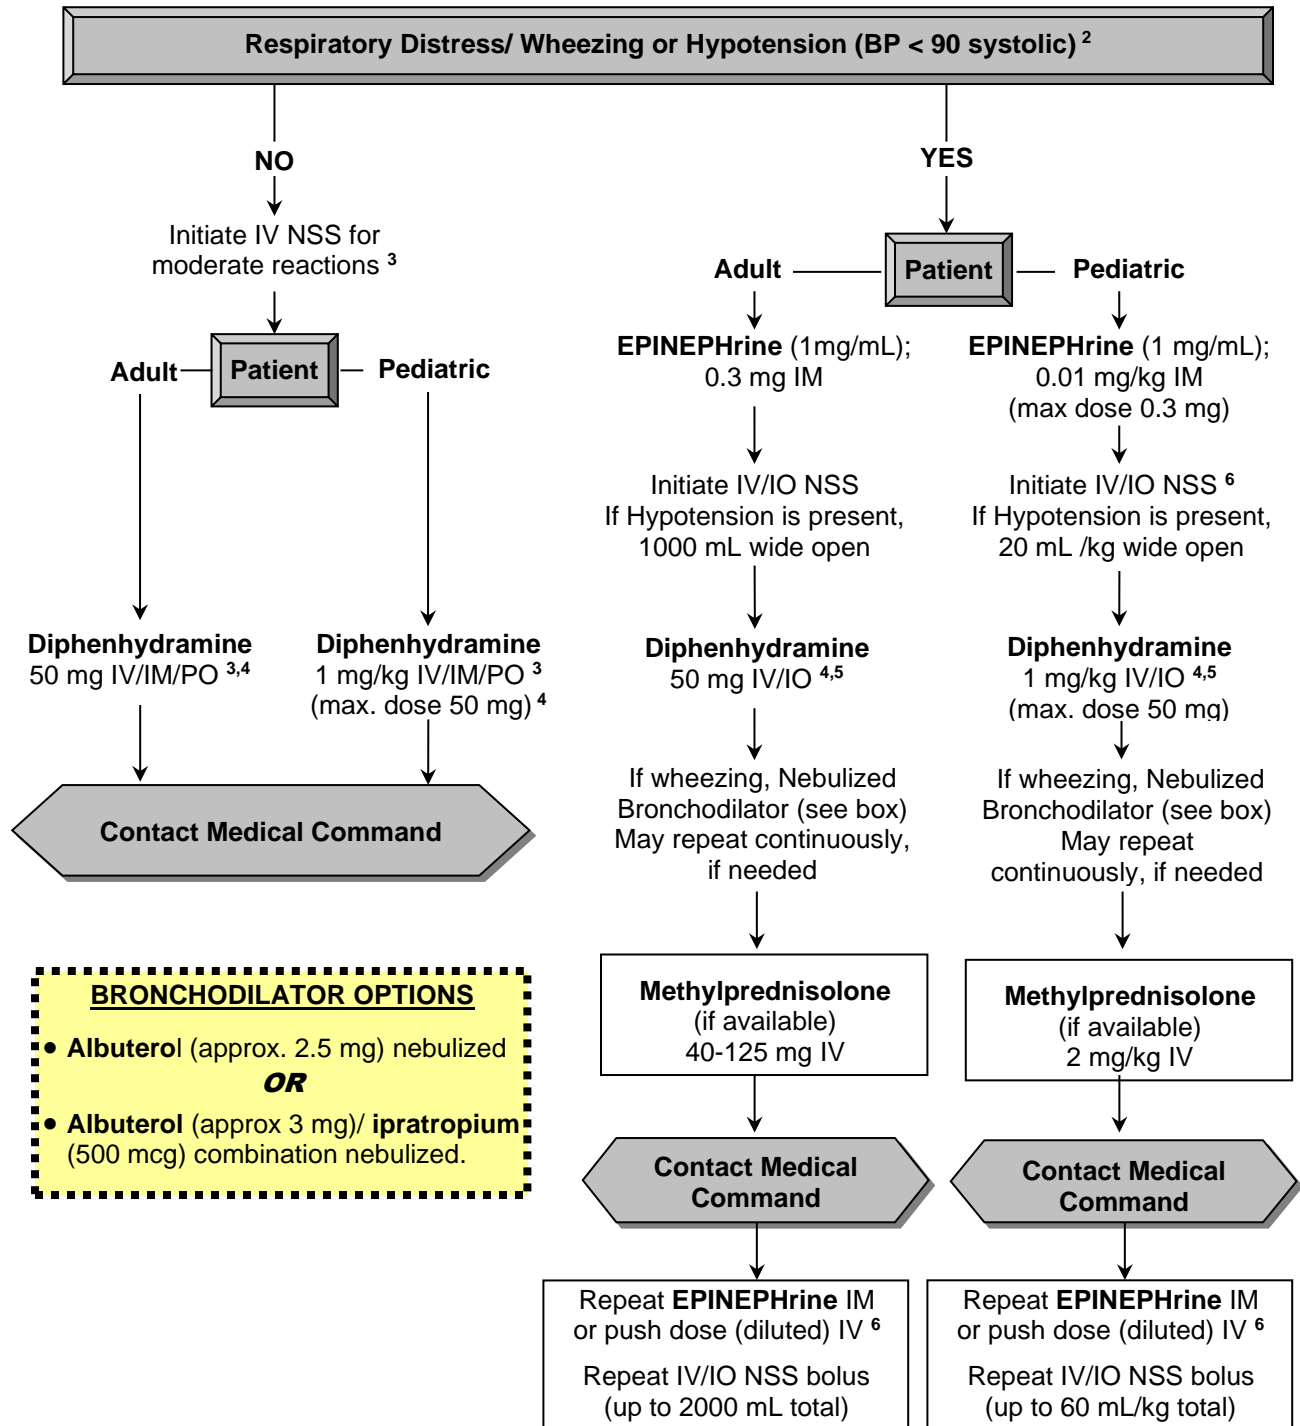 Respiratory Distress/ Wheezing or Hypotension (BP < 90 systolic) 2
NO
Initiate IV NSS for
moderate reactions 3
Adult
Patient
Pediatric
Diphenhydramine
50 mg IV/IM/PO 3,4
Diphenhydramine
1 mg/kg IV/IM/PO 3
(max. dose 50 mg) 4
Contact Medical Command
BRONCHODILATOR OPTIONS
• Albuterol (approx. 2.5 mg) nebulized
OR
• Albuterol (approx 3 mg)/ ipratropium
(500 mcg) combination nebulized.
YES
Adult
Patient
Pediatric
EPINEPHrine (1mg/mL);
0.3 mg IM
Initiate IV/IO NSS
If Hypotension is present,
1000 mL wide open
Diphenhydramine
50 mg IV/IO 4,5
If wheezing, Nebulized
Bronchodilator (see box)
May repeat continuously,
if needed
Methylprednisolone
(if available)
40-125 mg IV
Contact Medical
Command
Repeat EPINEPHrine IM
or push dose (diluted) IV 6
Repeat IV/IO NSS bolus
(up to 2000 mL total)
EPINEPHrine (1 mg/mL);
0.01 mg/kg IM
(max dose 0.3 mg)
Initiate IV/IO NSS 6
If Hypotension is present,
20 mL /kg wide open
Diphenhydramine
1 mg/kg IV/IO 4,5
(max. dose 50 mg)
If wheezing, Nebulized
Bronchodilator (see box)
May repeat
continuously, if needed
Methylprednisolone
(if available)
2 mg/kg IV
Contact Medical
Command
Repeat EPINEPHrine IM
or push dose (diluted) IV 6
Repeat IV/IO NSS bolus
(up to 60 mL/kg total)